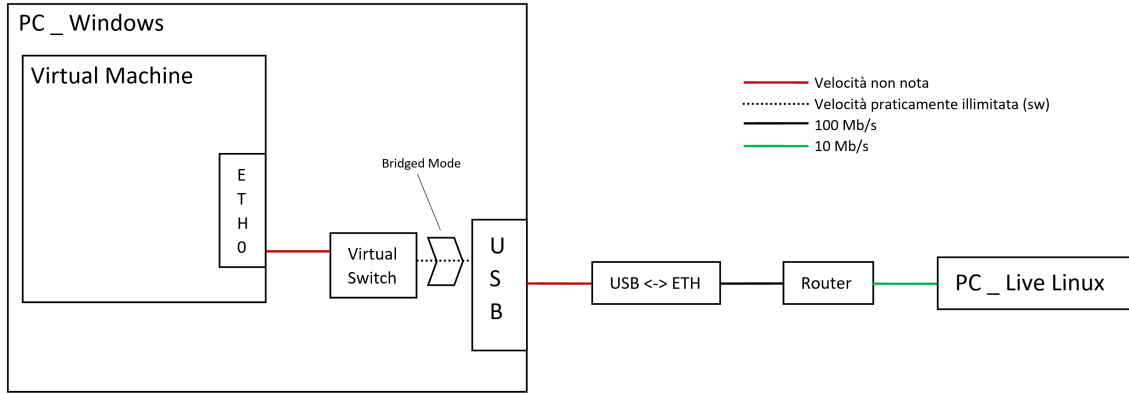 PC _ Windows
Virtual Machine
E
T
H
0
Bridged Mode
Virtual
Switch
U
S
B
USB <-> ETH
Router
PC _ Live Linux
Velocità non nota
Velocità praticamente illimitata (sw)
100 Mb/s
10 Mb/s